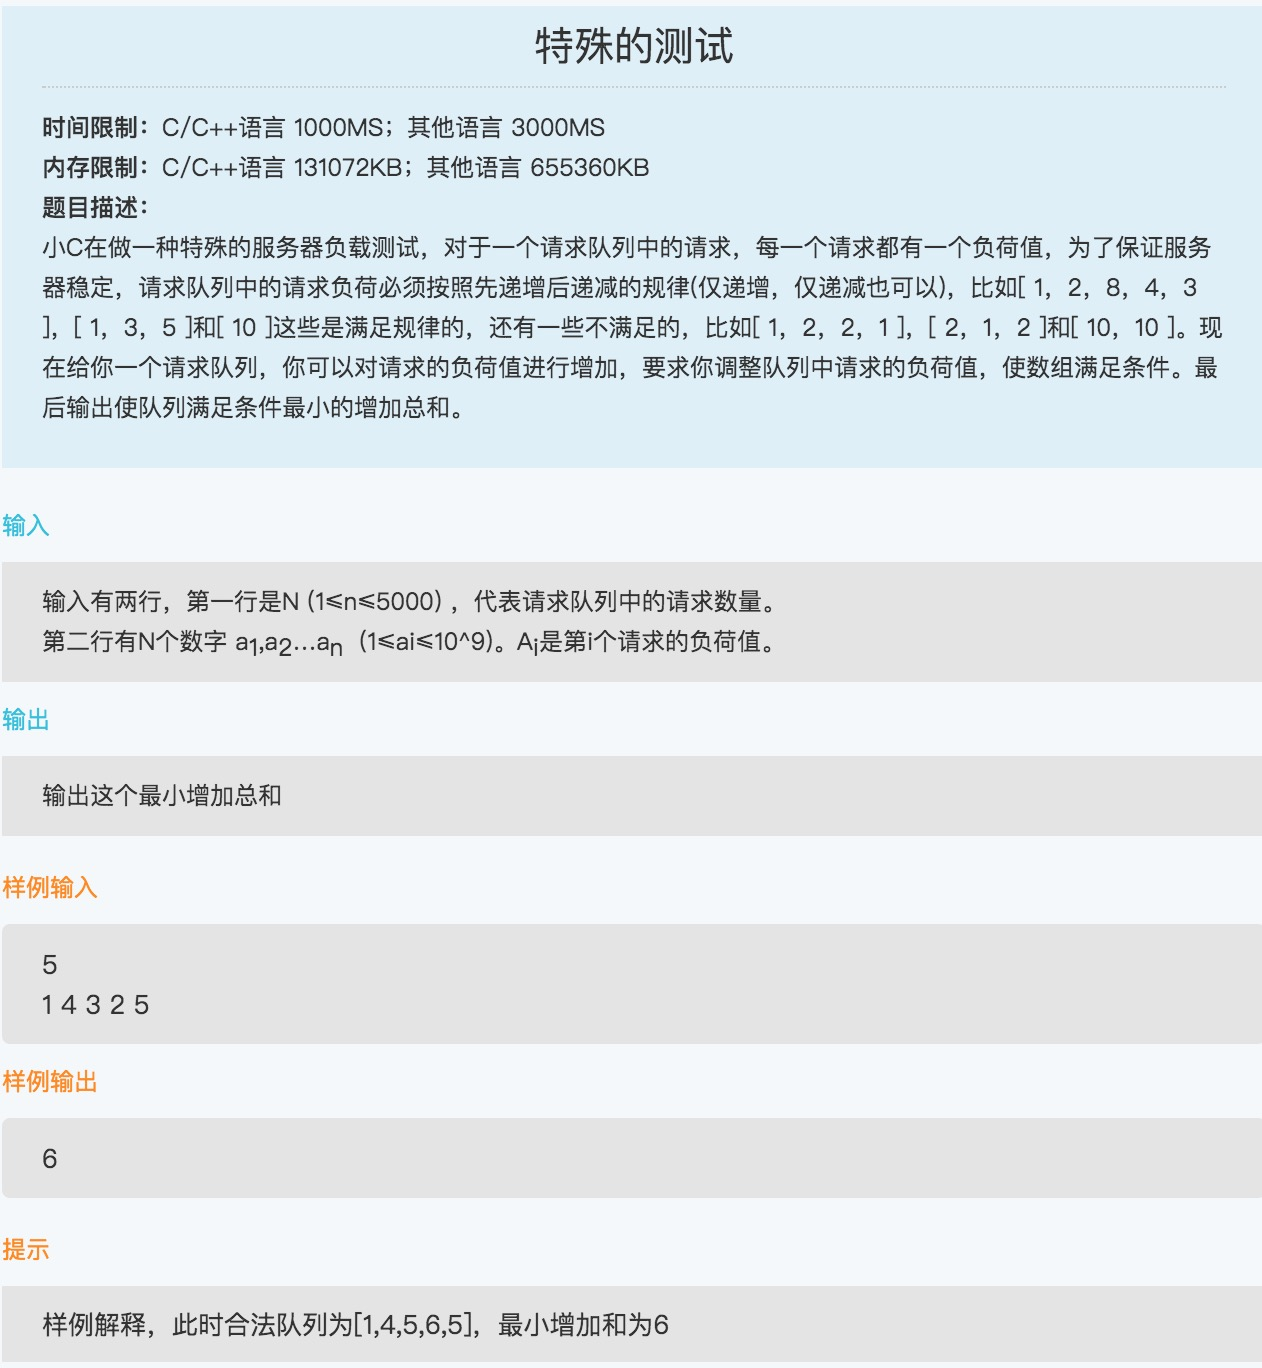 特殊的测试
时间限制：C/C++语言 1000MS；其他语言 3000MS
内存限制：C/C++语言 131072KB；其他语言 655360KB
题目描述：
小C在做一种特殊的服务器负载测试，对于一个请求队列中的请求，每一个请求都有一个负荷值，为了保证服务
器稳定，请求队列中的请求负荷必须按照先递增后递减的规律(仅递增，仅递减也可以)，比如[ 1，2，8，4，3
]，[ 1，3，5 ]和[ 10 ]这些是满足规律的，还有一些不满足的，比如[ 1，2，2，1 ]，[ 2，1，2 ]和[ 10，10 ]。现
在给你一个请求队列，你可以对请求的负荷值进行增加，要求你调整队列中请求的负荷值，使数组满足条件。最
后输出使队列满足条件最小的增加总和。
输入
输入有两行，第一行是N (1≤n≤5000) ，代表请求队列中的请求数量。
第二行有N个数字 a1,a2...an（1≤ai≤10^9)。Ai是第i个请求的负荷值。
输出
输出这个最小增加总和
样例输入
5
1 4 3 2 5
样例输出
6
提示
样例解释，此时合法队列为[1,4,5,6,5]，最小增加和为6